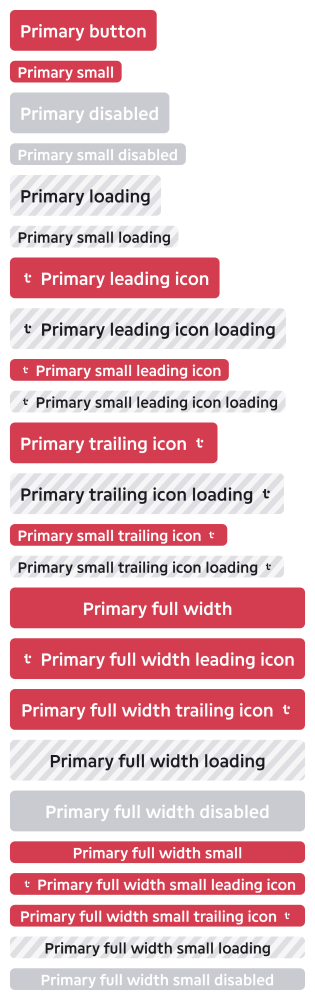 Primary button
Primary small
Primary disabled
Primary small disabled
Primary loading
Primary small loading
Primary leading icon
Primary leading icon loading
Primary small leading icon
Primary small leading icon loading
Primary trailing icon
Primary trailing icon loading
Primary small trailing icon
Primary small trailing icon loading
Primary full width
Primary full width leading icon
Primary full width trailing icon
Primary full width loading
Primary full width disabled
Primary full width small
Primary full width small leading icon
Primary full width small trailing icon
Primary full width small loading
Primary full width small disabled